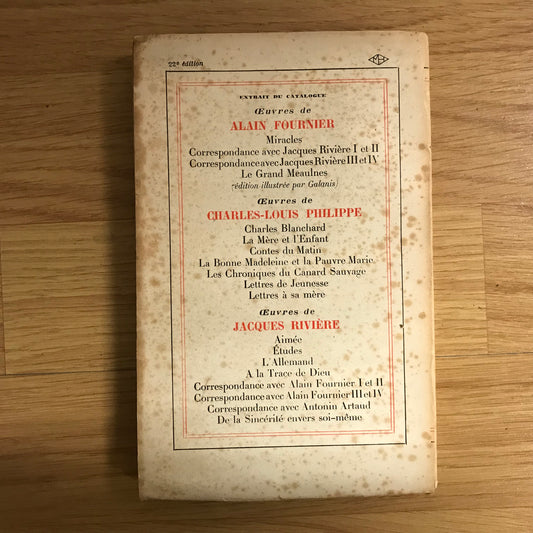 22e édition
EXTRAIT DU CATALOGUE
Œuvres de
ALAIN FOURNIER
Miracles
Correspondance avec Jacques Rivière I et II
Correspondance avec Jacques Rivière III et IV
Le Grand Meaulnes
(édition illustrée par Galanis)
Œuvres de
CHARLES-LOUIS PHILIPPE
Charles Blanchard
La Mère et l'Enfant
Contes du Matin
La Bonne Madeleine et la Pauvre Marie
Les Chroniques du Canard Sauvage
Lettres de Jeunesse
Lettres à sa mère
Œuvres de
JACQUES RIVIÈRE
Aimée
Études
L'Allemand
A la Trace de Dieu
Correspondance avec Alain Fournier I et II
Correspondance avec Alain Fournier III et IV
Correspondance avec Antonin Artaud
De la Sincérité envers soi-même